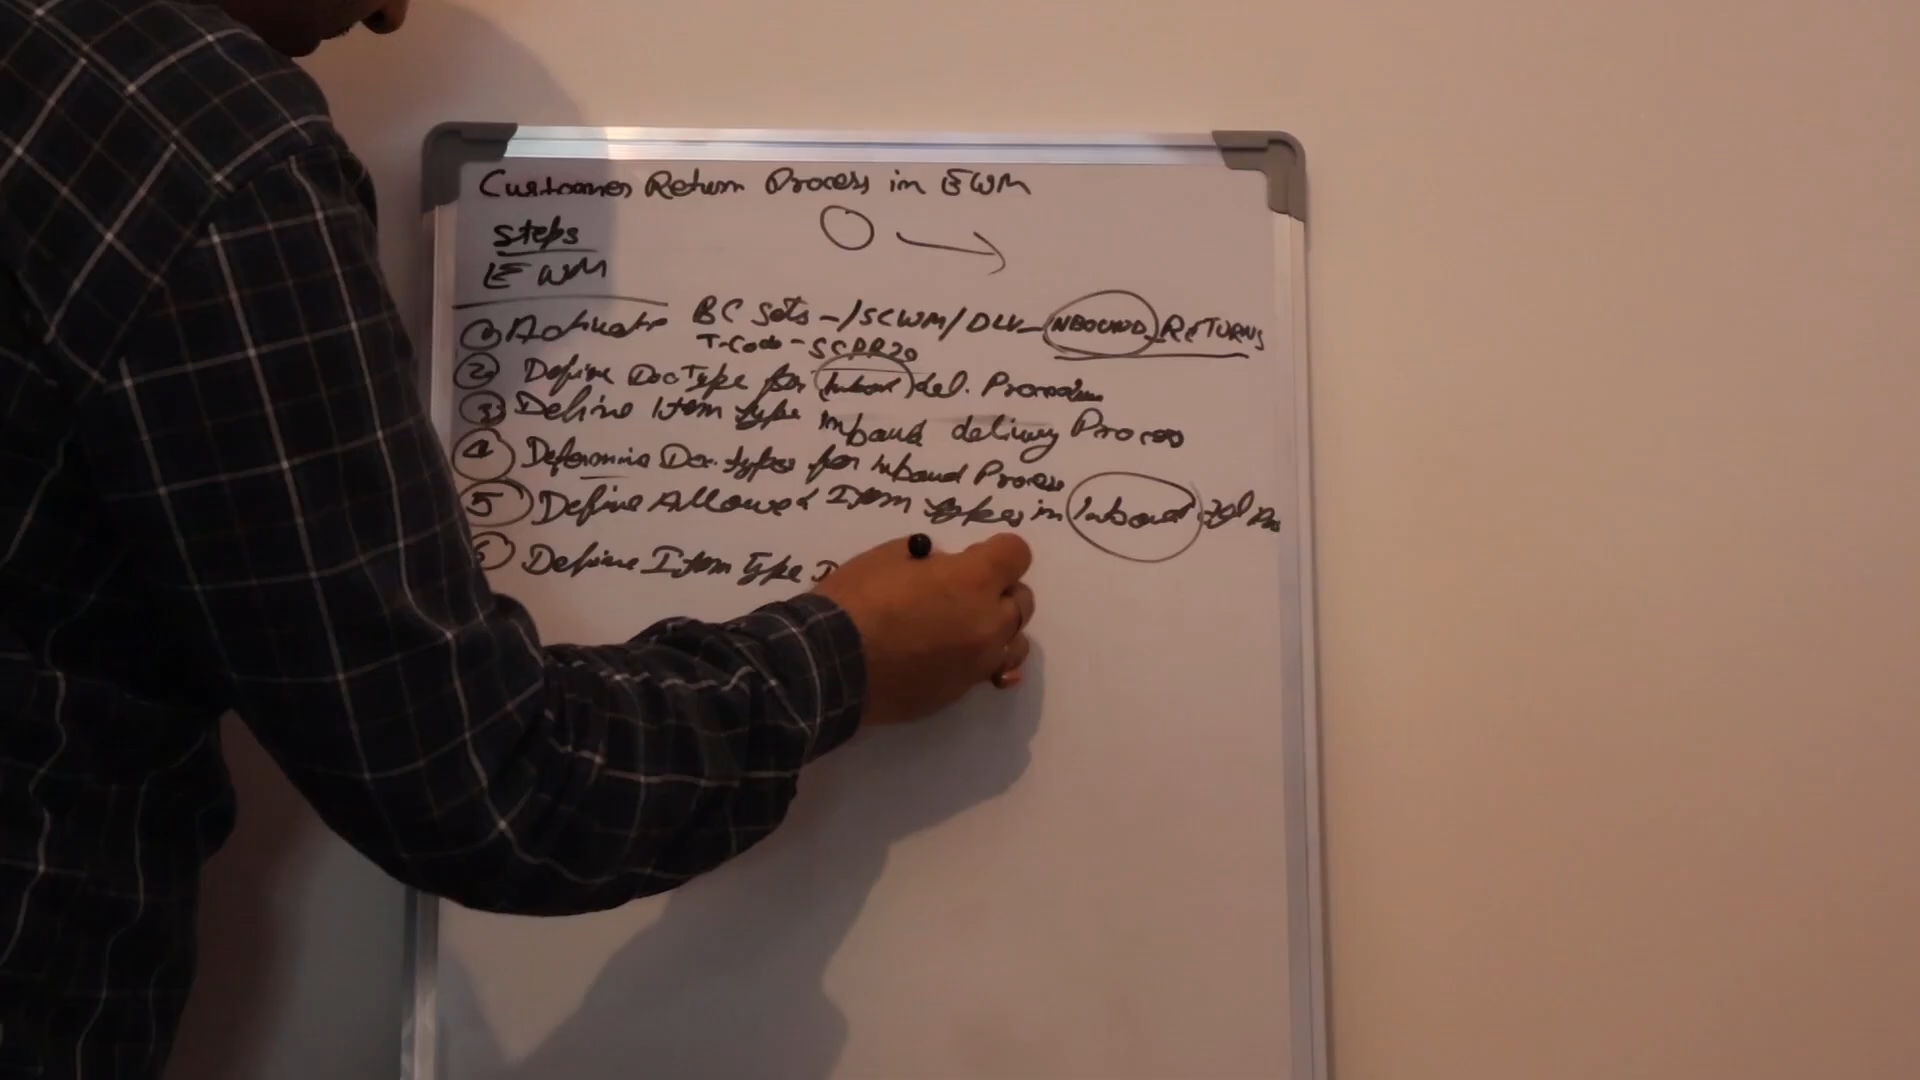 Customer Return Process in EWM
Steps
EWM
① Activate BC Sets - /SCWM/DLV_INBOUND_RETURNS
T-Code - SCPR20
② Define Doc Type for Inbound del. Process
③ Define Item type Inbound delivery Process
④ Determine Doc. types for Inbound Process
⑤ Define Allowed Item types in Inbound
⑥ Define Item Type